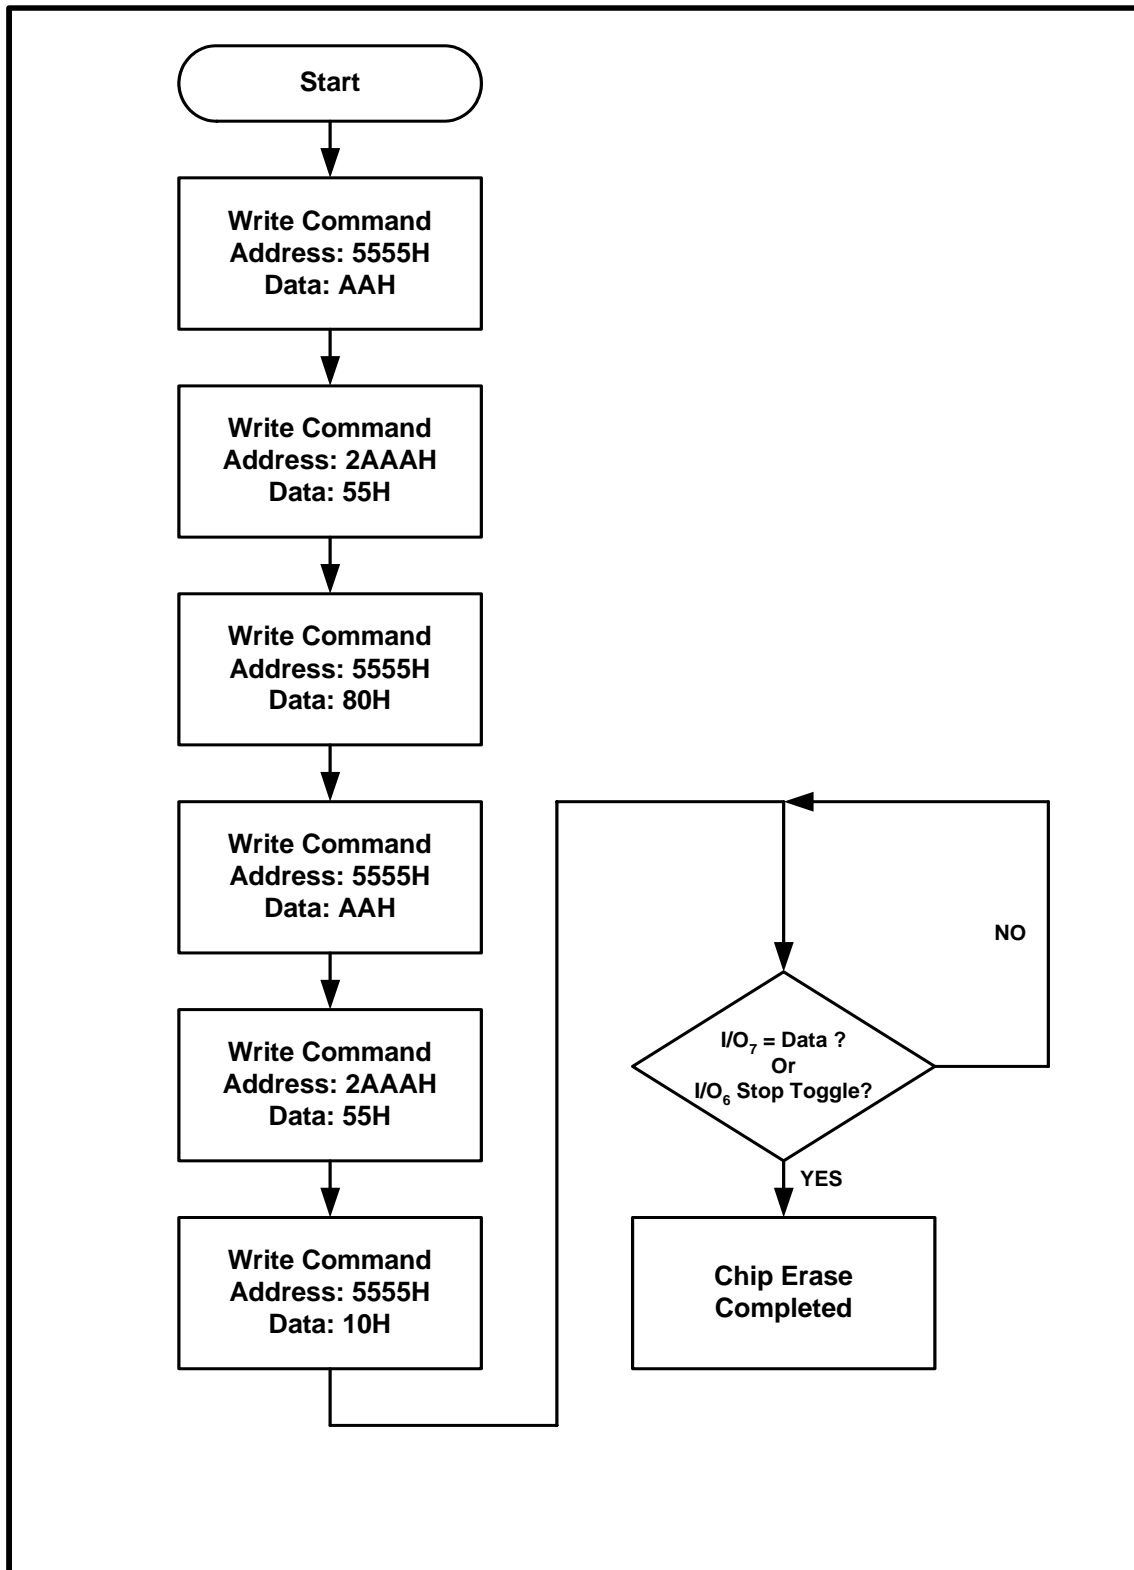 Start
Write Command
Address: 5555H
Data: AAH
Write Command
Address: 2AAAH
Data: 55H
Write Command
Address: 5555H
Data: 80H
Write Command
Address: 5555H
Data: AAH
Write Command
Address: 2AAAH
Data: 55H
Write Command
Address: 5555H
Data: 10H
NO
I/O₇ = Data ?
Or
I/O₆ Stop Toggle?
YES
Chip Erase
Completed